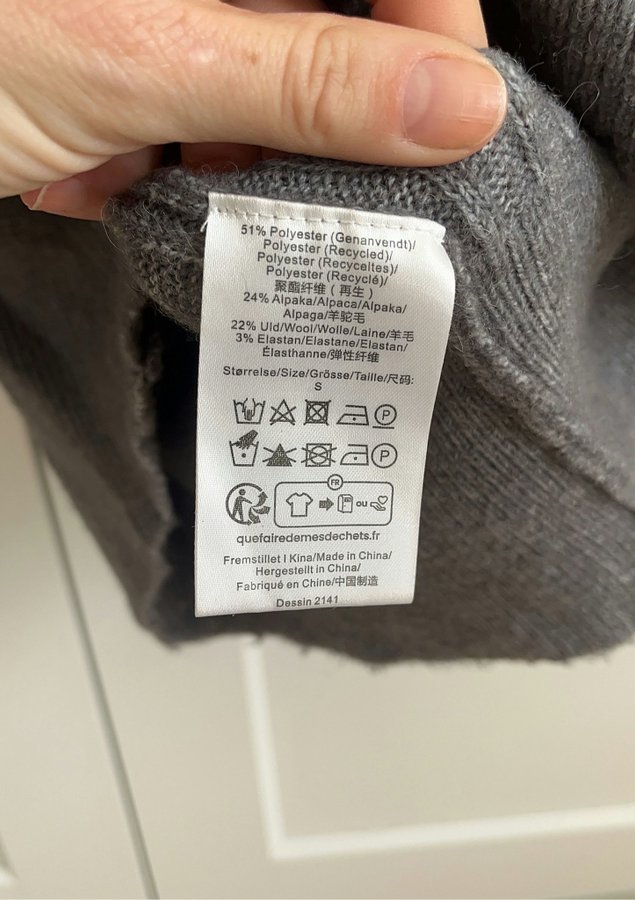 51% Polyester (Genanvendt)/
Polyester (Recycled)/
Polyester (Recyceltes)/
Polyester (Recyclé)/
聚酯纤维（再生）
24% Alpaka/Alpaca/Alpaka/
Alpaga/羊驼毛
22% Uld/Wool/Wolle/Laine/羊毛
3% Elastan/Elastane/Elastan/
Élasthanne/弹性纤维
Størrelse/Size/Grösse/Taille/尺码:
S
P
P
FR
OU
quefairedemesdechets.fr
Fremstillet I Kina/Made in China/
Hergestellt in China/
Fabriqué en Chine/中国制造
Dessin 2141